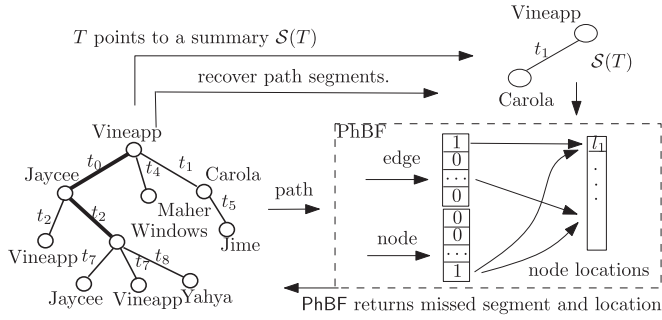 Vineapp
T points to a summary S(T)
t1
S(T)
recover path segments.
Carola
Vineapp
PhBF
t0
t4
t1
1
l1
Jaycee
Carola
edge
0
...
path
0
t2
t2
Maher
t5
0
Windows
Jime
0
node
...
Vineapp
t7
t7
t8
1
node locations
Jaycee
Vineapp
Yahya
PhBF returns missed segment and location